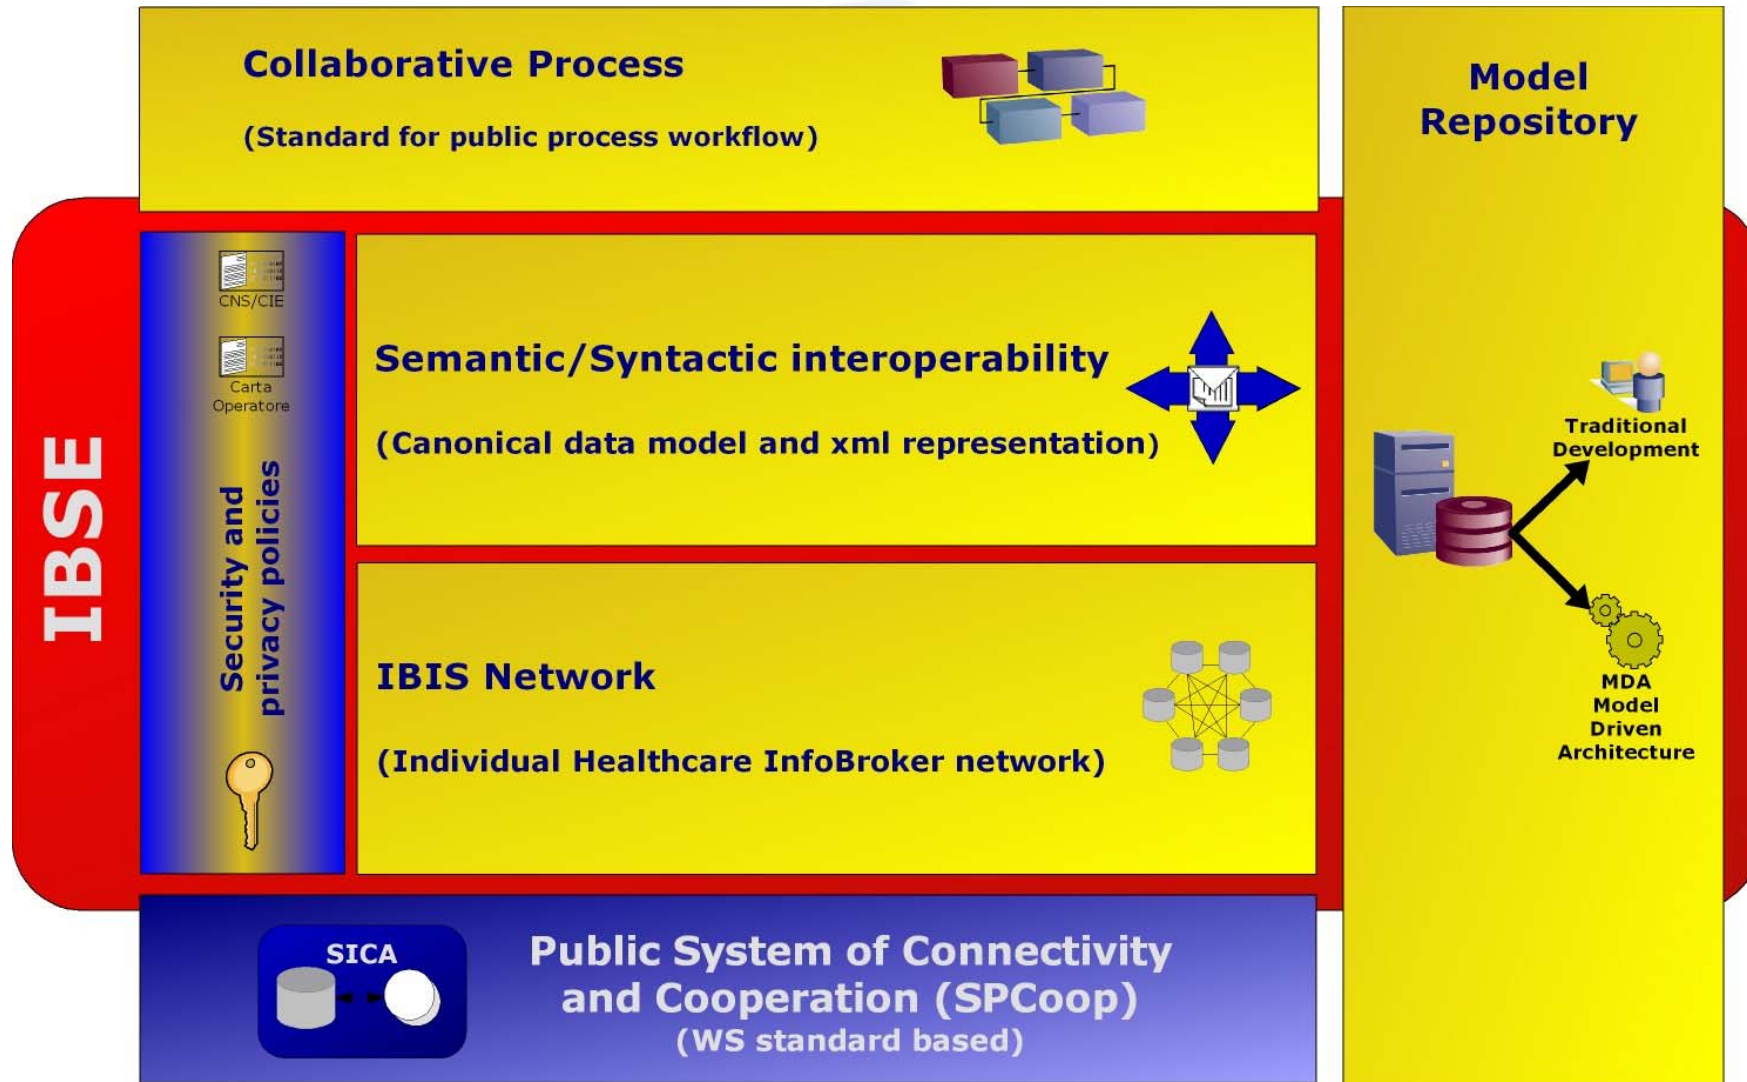 Collaborative Process
(Standard for public process workflow)
Model
Repository
IBSE
CNS/CIE
Carta
Operatore
Security and
privacy policies
Semantic/Syntactic interoperability
(Canonical data model and xml representation)
Traditional
Development
IBIS Network
(Individual Healthcare InfoBroker network)
MDA
Model
Driven
Architecture
SICA
Public System of Connectivity
and Cooperation (SPCoop)
(WS standard based)